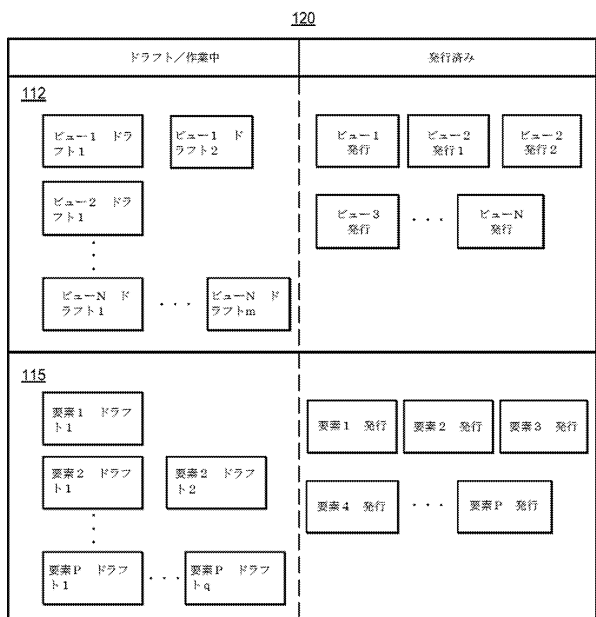 120
ドラフト／作業中
発行済み
112
ビュー1　ドラ
フト1
ビュー1　ド
ラフト2
ビュー2　ドラ
フト1
ビューN　ド
ラフト1
・・・
ビューN　ド
ラフトm
ビュー1
発行
ビュー2
発行1
ビュー2
発行2
ビュー3
発行
・・・
ビューN
発行
115
要素1　ドラフ
ト1
要素2　ドラフ
ト1
要素2　ドラフ
ト2
要素P　ドラフ
ト1
・・・
要素P　ドラフ
トq
要素1　発行
要素2　発行
要素3　発行
要素4　発行
・・・
要素P　発行